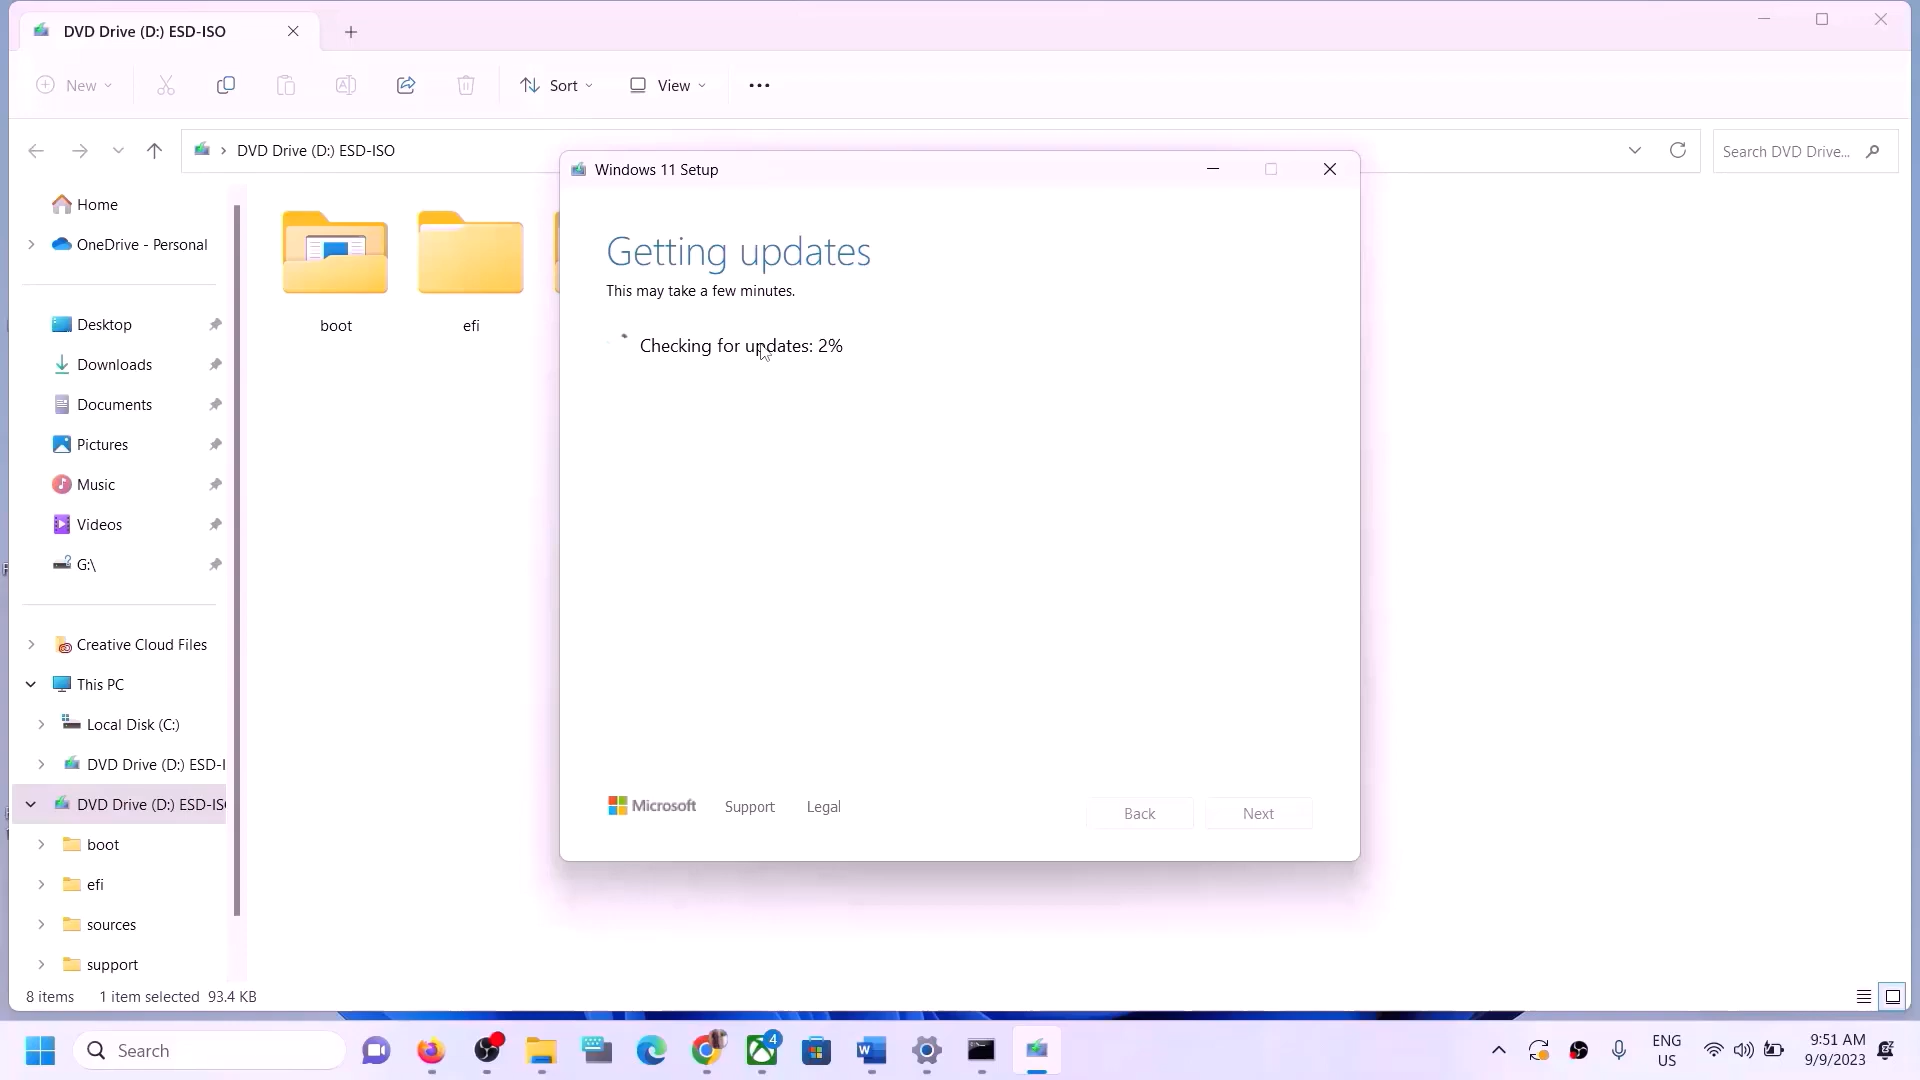 DVD Drive (D:) ESD-ISO
New
Sort
View
DVD Drive (D:) ESD-ISO
Search DVD Drive...
Home
OneDrive - Personal
Desktop
Downloads
Documents
Pictures
Music
Videos
G:\
Creative Cloud Files
This PC
Local Disk (C:)
DVD Drive (D:) ESD-I
DVD Drive (D:) ESD-IS
boot
efi
sources
support
boot
efi
Windows 11 Setup
Getting updates
This may take a few minutes.
Checking for updates: 2%
Microsoft
Support
Legal
Back
Next
8 items
1 item selected 93.4 KB
Search
4
ENG
US
9:51 AM
9/9/2023